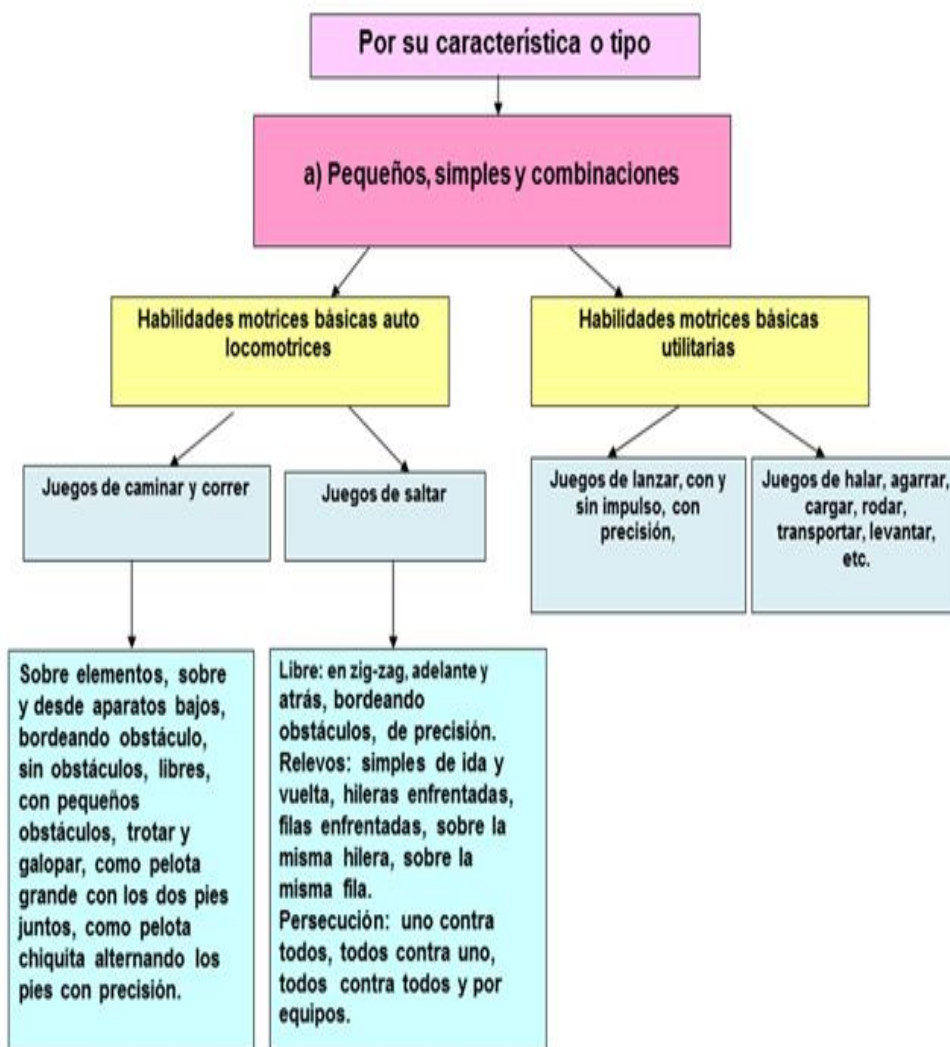 Por su característica o tipo
a) Pequeños, simples y combinaciones
Habilidades motrices básicas auto
locomotrices
Habilidades motrices básicas
utilitarias
Juegos de caminar y correr
Juegos de saltar
Juegos de lanzar, con y
sin impulso, con
precisión,
Juegos de halar, agarrar,
cargar, rodar,
transportar, levantar,
etc.
Sobre elementos, sobre
y desde aparatos bajos,
bordeando obstáculo,
sin obstáculos, libres,
con pequeños
obstáculos, trotar y
galopar, como pelota
grande con los dos pies
juntos, como pelota
chiquita alternando los
pies con precisión.
Libre: en zig-zag, adelante y
atrás, bordeando
obstáculos, de precisión.
Relevos: simples de ida y
vuelta, hileras enfrentadas,
filas enfrentadas, sobre la
misma hilera, sobre la
misma fila.
Persecución: uno contra
todos, todos contra uno,
todos contra todos y por
equipos.